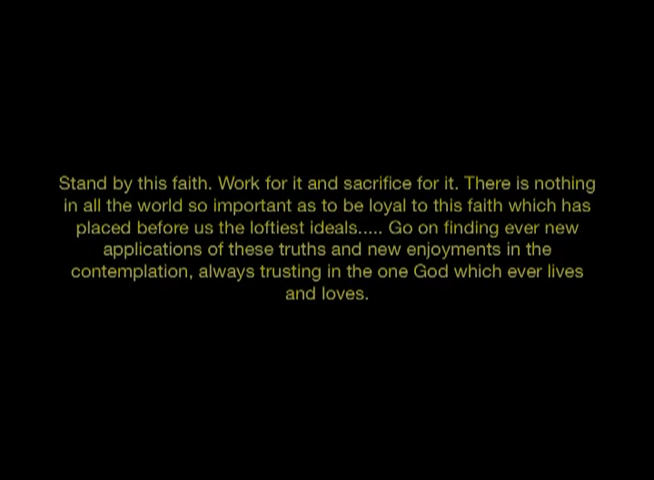 Stand by this faith. Work for it and sacrifice for it. There is nothing
in all the world so important as to be loyal to this faith which has
placed before us the loftiest ideals..... Go on finding ever new
applications of these truths and new enjoyments in the
contemplation, always trusting in the one God which ever lives
and loves.